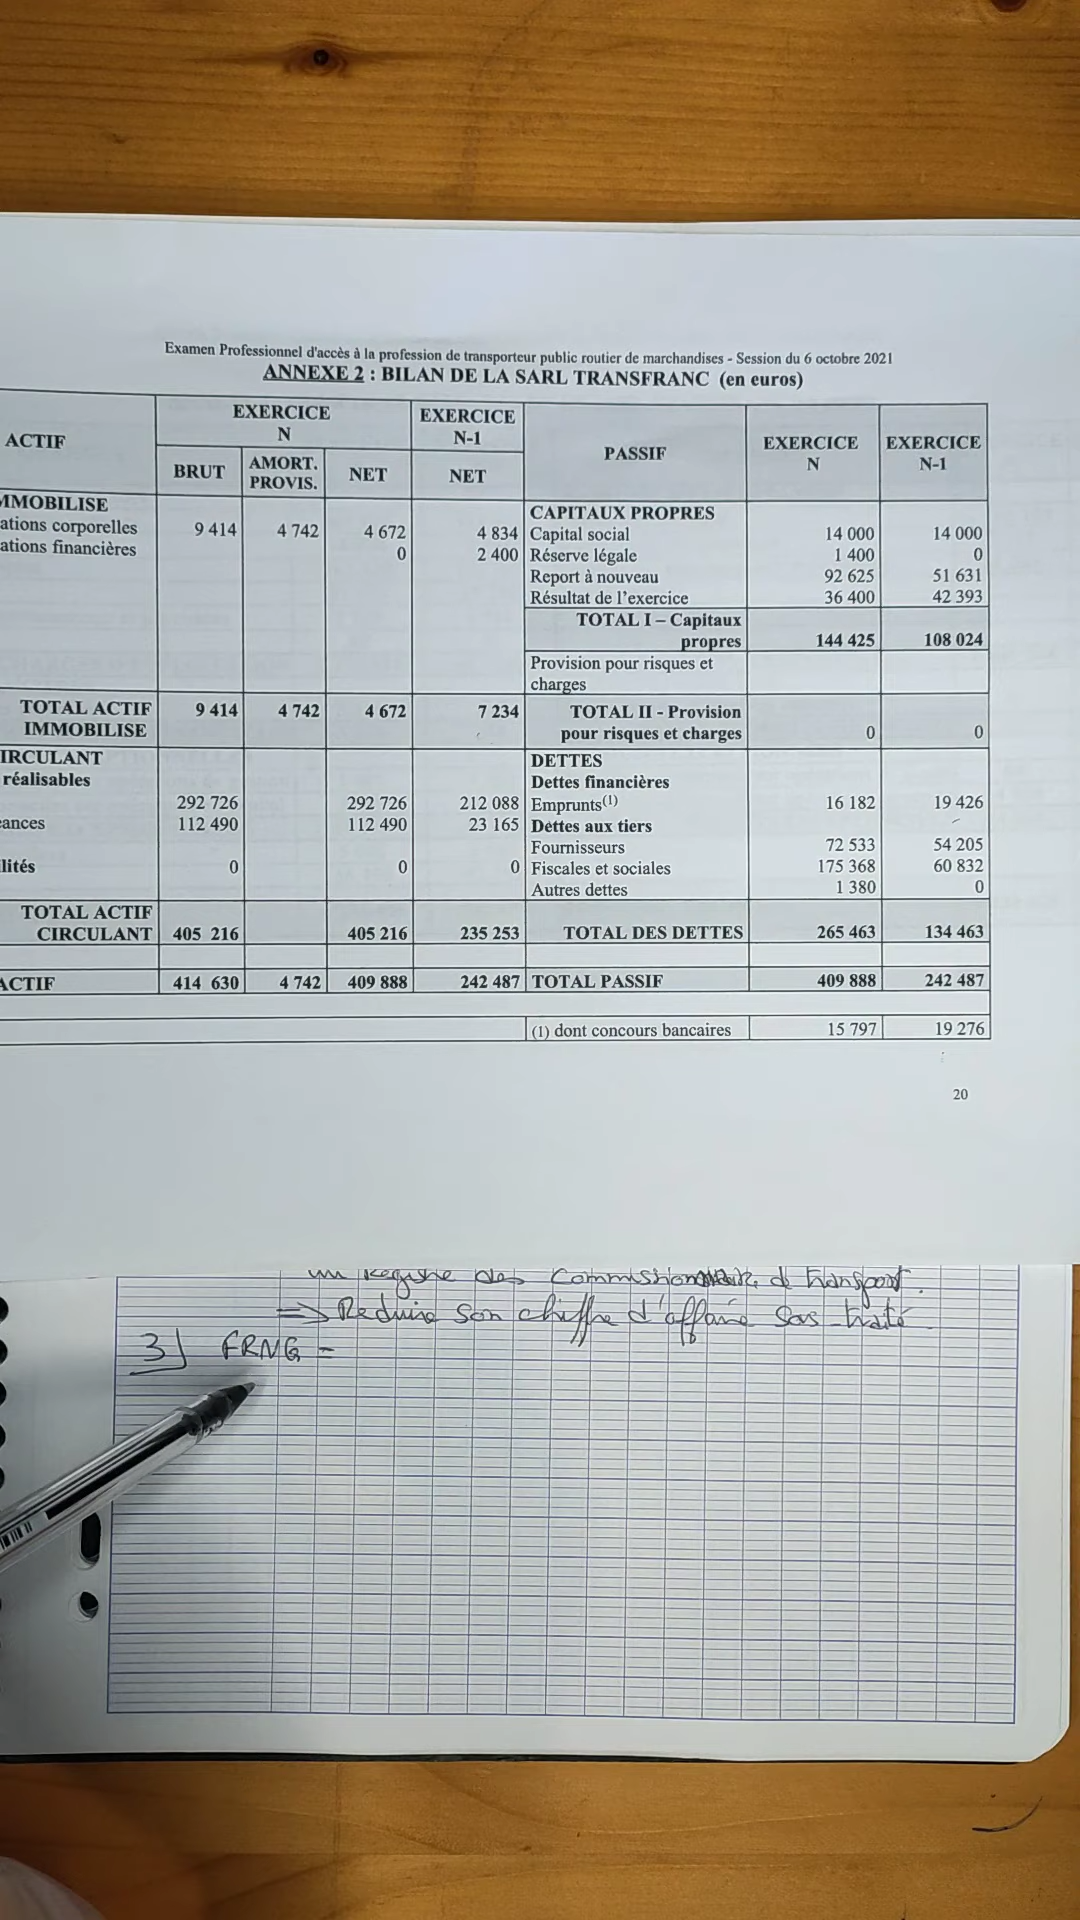 Examen Professionnel d'accès à la profession de transporteur public routier de marchandises - Session du 6 octobre 2021
ANNEXE 2 : BILAN DE LA SARL TRANSFRANC (en euros)
ACTIF EXERCICE N EXERCICE N-1 PASSIF EXERCICE N EXERCICE N-1
BRUT AMORT. PROVIS. NET NET
MMOBILISE CAPITAUX PROPRES
ations corporelles 9 414 4 742 4 672 4 834 Capital social 14 000 14 000
ations financières 0 2 400 Réserve légale 1 400 0
Report à nouveau 92 625 51 631
Résultat de l'exercice 36 400 42 393
TOTAL I – Capitaux
propres 144 425 108 024
Provision pour risques et
charges
TOTAL ACTIF 9 414 4 742 4 672 7 234 TOTAL II - Provision
IMMOBILISE pour risques et charges 0 0
IRCULANT DETTES
réalisables Dettes financières
292 726 292 726 212 088 Emprunts(1) 16 182 19 426
ances 112 490 112 490 23 165 Dettes aux tiers
Fournisseurs 72 533 54 205
lités 0 0 0 Fiscales et sociales 175 368 60 832
Autres dettes 1 380 0
TOTAL ACTIF
CIRCULANT 405 216 405 216 235 253 TOTAL DES DETTES 265 463 134 463
ACTIF 414 630 4 742 409 888 242 487 TOTAL PASSIF 409 888 242 487
(1) dont concours bancaires 15 797 19 276
20
un Registre des de transport.
=> Reduire son chiffre d'affaire sous-traité
3) FRNG =